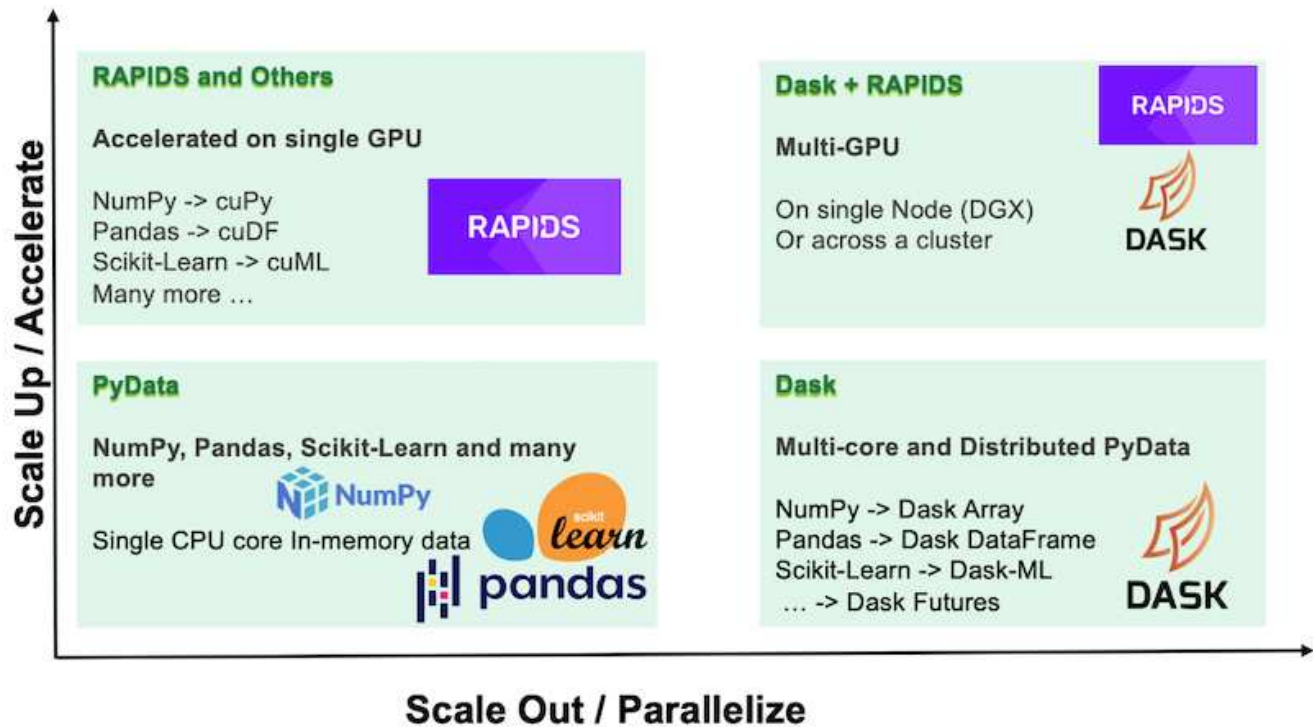 Scale Up / Accelerate
RAPIDS and Others
Accelerated on single GPU
NumPy -> cuPy
Pandas -> cuDF
Scikit-Learn -> cuML
Many more …
RAPIDS
Dask + RAPIDS
Multi-GPU
On single Node (DGX)
Or across a cluster
RAPIDS
DASK
PyData
NumPy, Pandas, Scikit-Learn and many
more
NumPy
Single CPU core In-memory data
scikit
learn
pandas
Dask
Multi-core and Distributed PyData
NumPy -> Dask Array
Pandas -> Dask DataFrame
Scikit-Learn -> Dask-ML
… -> Dask Futures
DASK
Scale Out / Parallelize